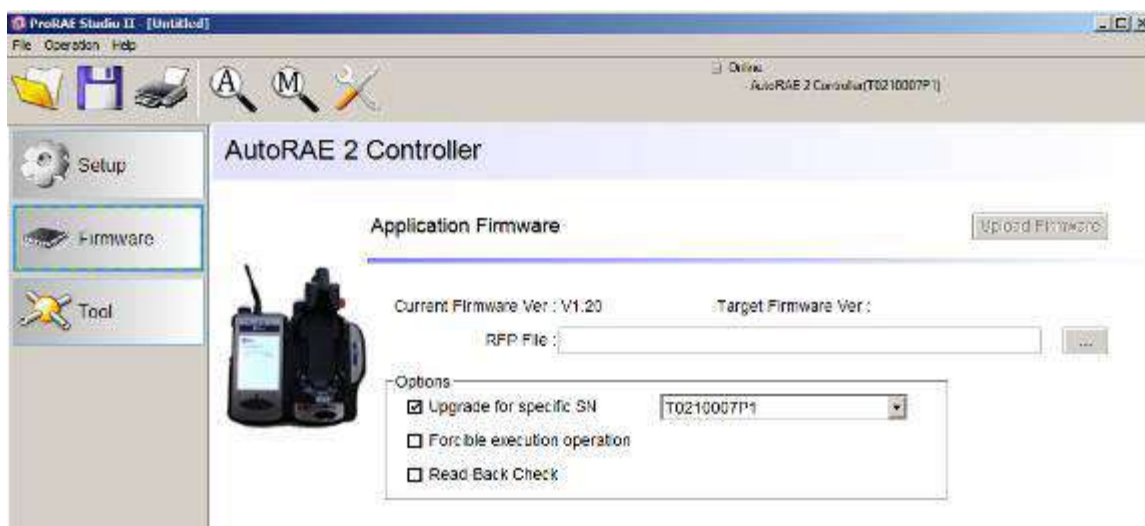 ProRAE Studio II - [Untitled]
File Operation Help
A M
Online
AutoRAE 2 Controller(T0210007P1)
Setup
AutoRAE 2 Controller
Firmware
Application Firmware
Upload Firmware
Tool
Current Firmware Ver : V1.20 Target Firmware Ver :
RFP File : ...
Options
Upgrade for specific SN T0210007P1
Forcible execution operation
Read-Back Check